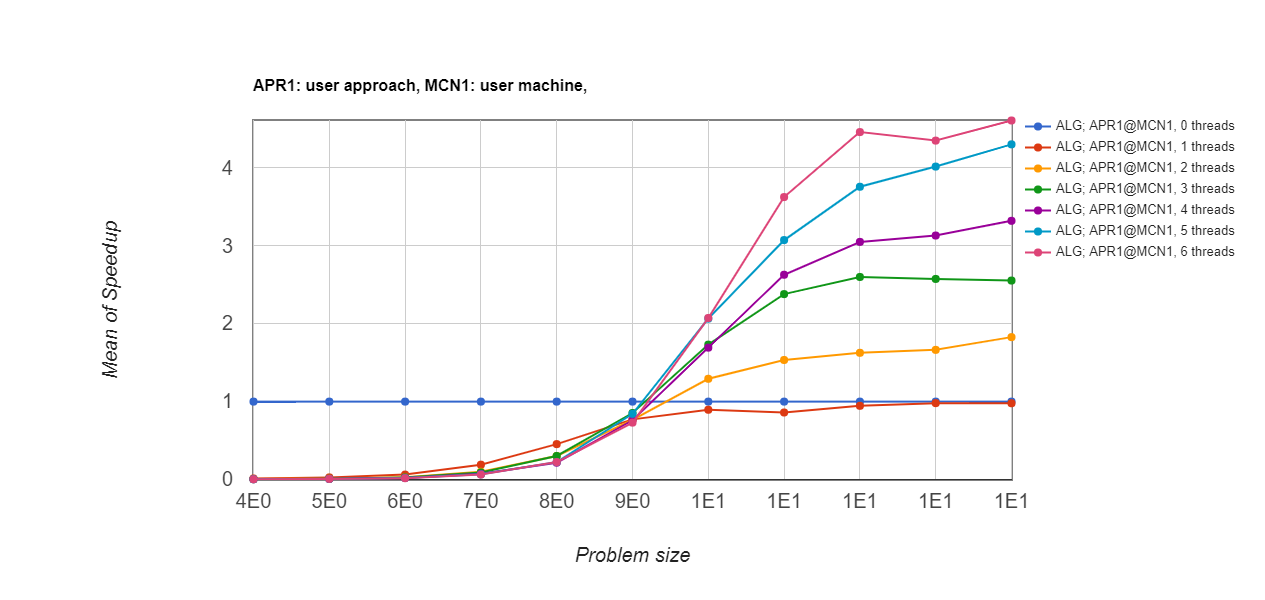 APR1: user approach, MCN1: user machine,
ALG; APR1@MCN1, 0 threads
ALG; APR1@MCN1, 1 threads
ALG; APR1@MCN1, 2 threads
ALG; APR1@MCN1, 3 threads
ALG; APR1@MCN1, 4 threads
ALG; APR1@MCN1, 5 threads
ALG; APR1@MCN1, 6 threads
Mean of Speedup
4
3
2
1
0
4E0 5E0 6E0 7E0 8E0 9E0 1E1 1E1 1E1 1E1 1E1
Problem size